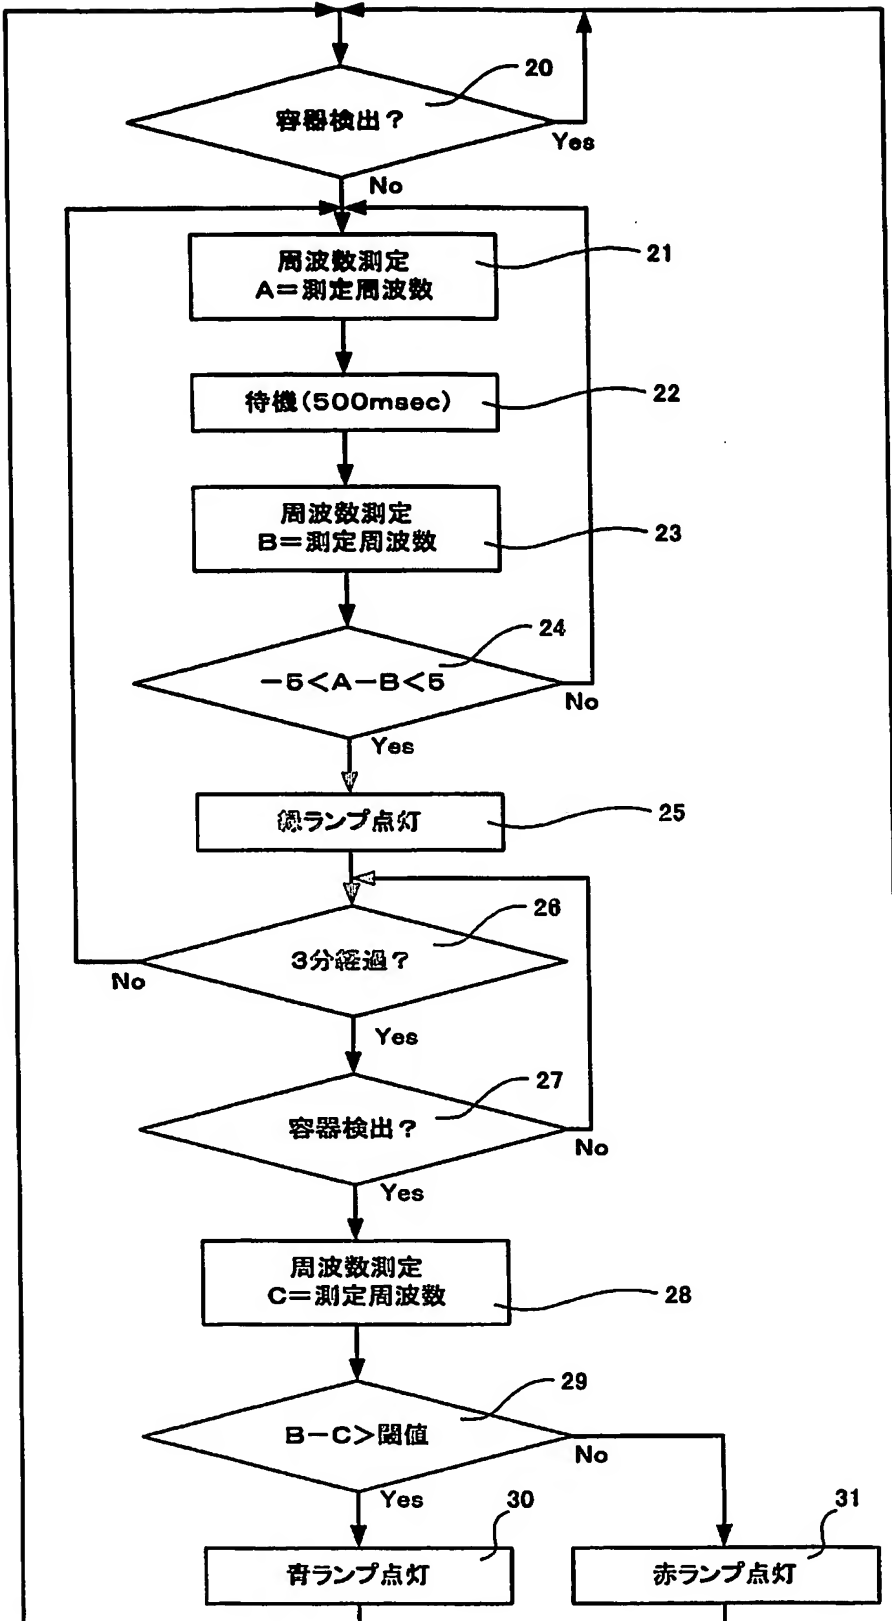 20
容器検出？
Yes
No
周波数測定
A＝測定周波数
21
待機(500msec)
22
周波数測定
B＝測定周波数
23
24
－5＜A－B＜5
No
Yes
緑ランプ点灯
25
26
3分経過？
No
Yes
27
容器検出？
No
Yes
周波数測定
C＝測定周波数
28
29
B－C＞閾値
No
Yes
30
31
青ランプ点灯
赤ランプ点灯